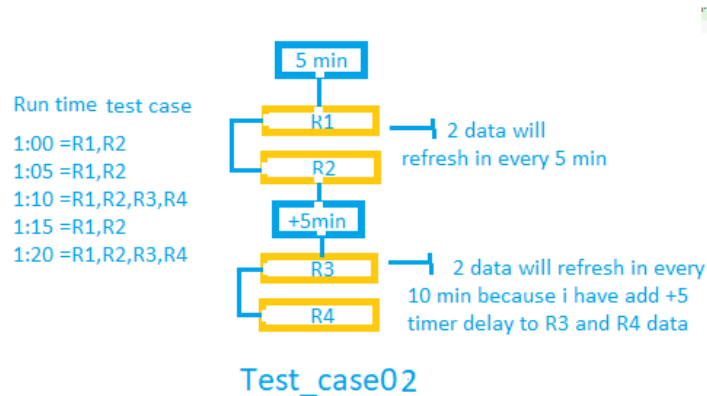 5 min
Run time test case
1:00 =R1,R2
1:05 =R1,R2
1:10 =R1,R2,R3,R4
1:15 =R1,R2
1:20 =R1,R2,R3,R4
R1
R2
2 data will
refresh in every 5 min
+5min
R3
R4
2 data will refresh in every
10 min because i have add +5
timer delay to R3 and R4 data
Test_case02